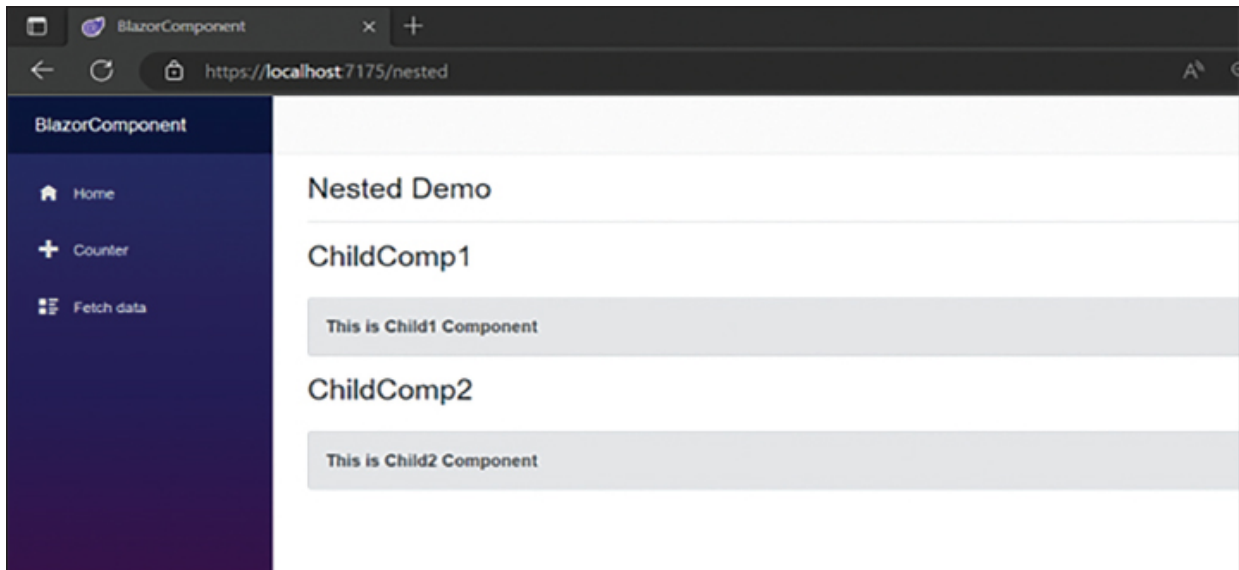 BlazorComponent
https://localhost:7175/nested
BlazorComponent
Home
Counter
Fetch data
Nested Demo
ChildComp1
This is Child1 Component
ChildComp2
This is Child2 Component